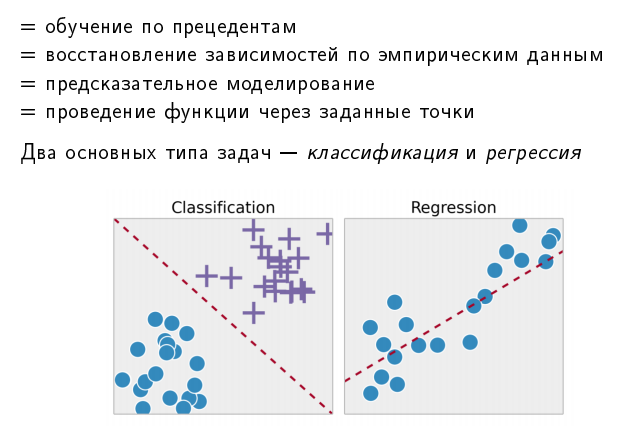 = обучение по прецедентам
= восстановление зависимостей по эмпирическим данным
= предсказательное моделирование
= проведение функции через заданные точки
Два основных типа задач — классификация и регрессия
Classification
Regression